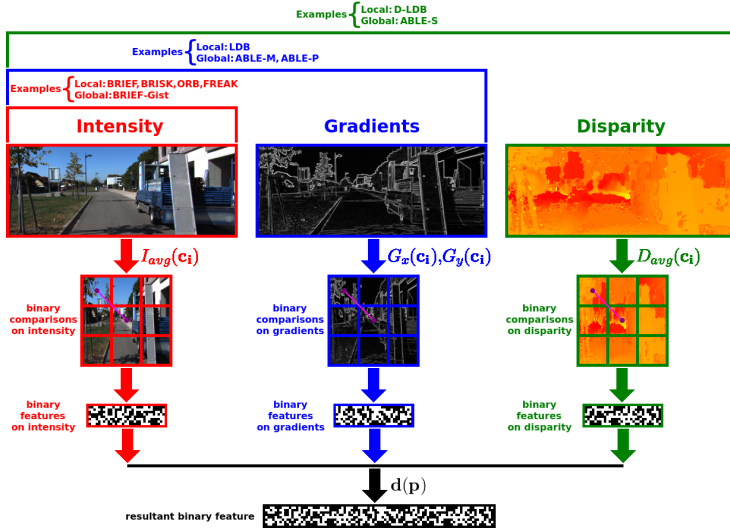 Examples { Local: D-LDB
Global: ABLE-S
Examples { Local: LDB
Global: ABLE-M, ABLE-P
Examples { Local: BRIEF, BRISK, ORB, FREAK
Global: BRIEF-Gist
Intensity
Gradients
Disparity
I_avg(c_i)
G_x(c_i),G_y(c_i)
D_avg(c_i)
binary
comparisons
on intensity
binary
comparisons
on gradients
binary
comparisons
on disparity
binary
features
on intensity
binary
features
on gradients
binary
features
on disparity
d(p)
resultant binary feature